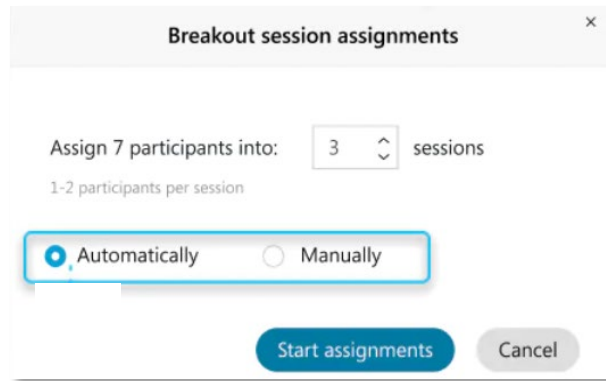 Breakout session assignments
Assign 7 participants into: 3 sessions
1-2 participants per session
Automatically Manually
Start assignments Cancel